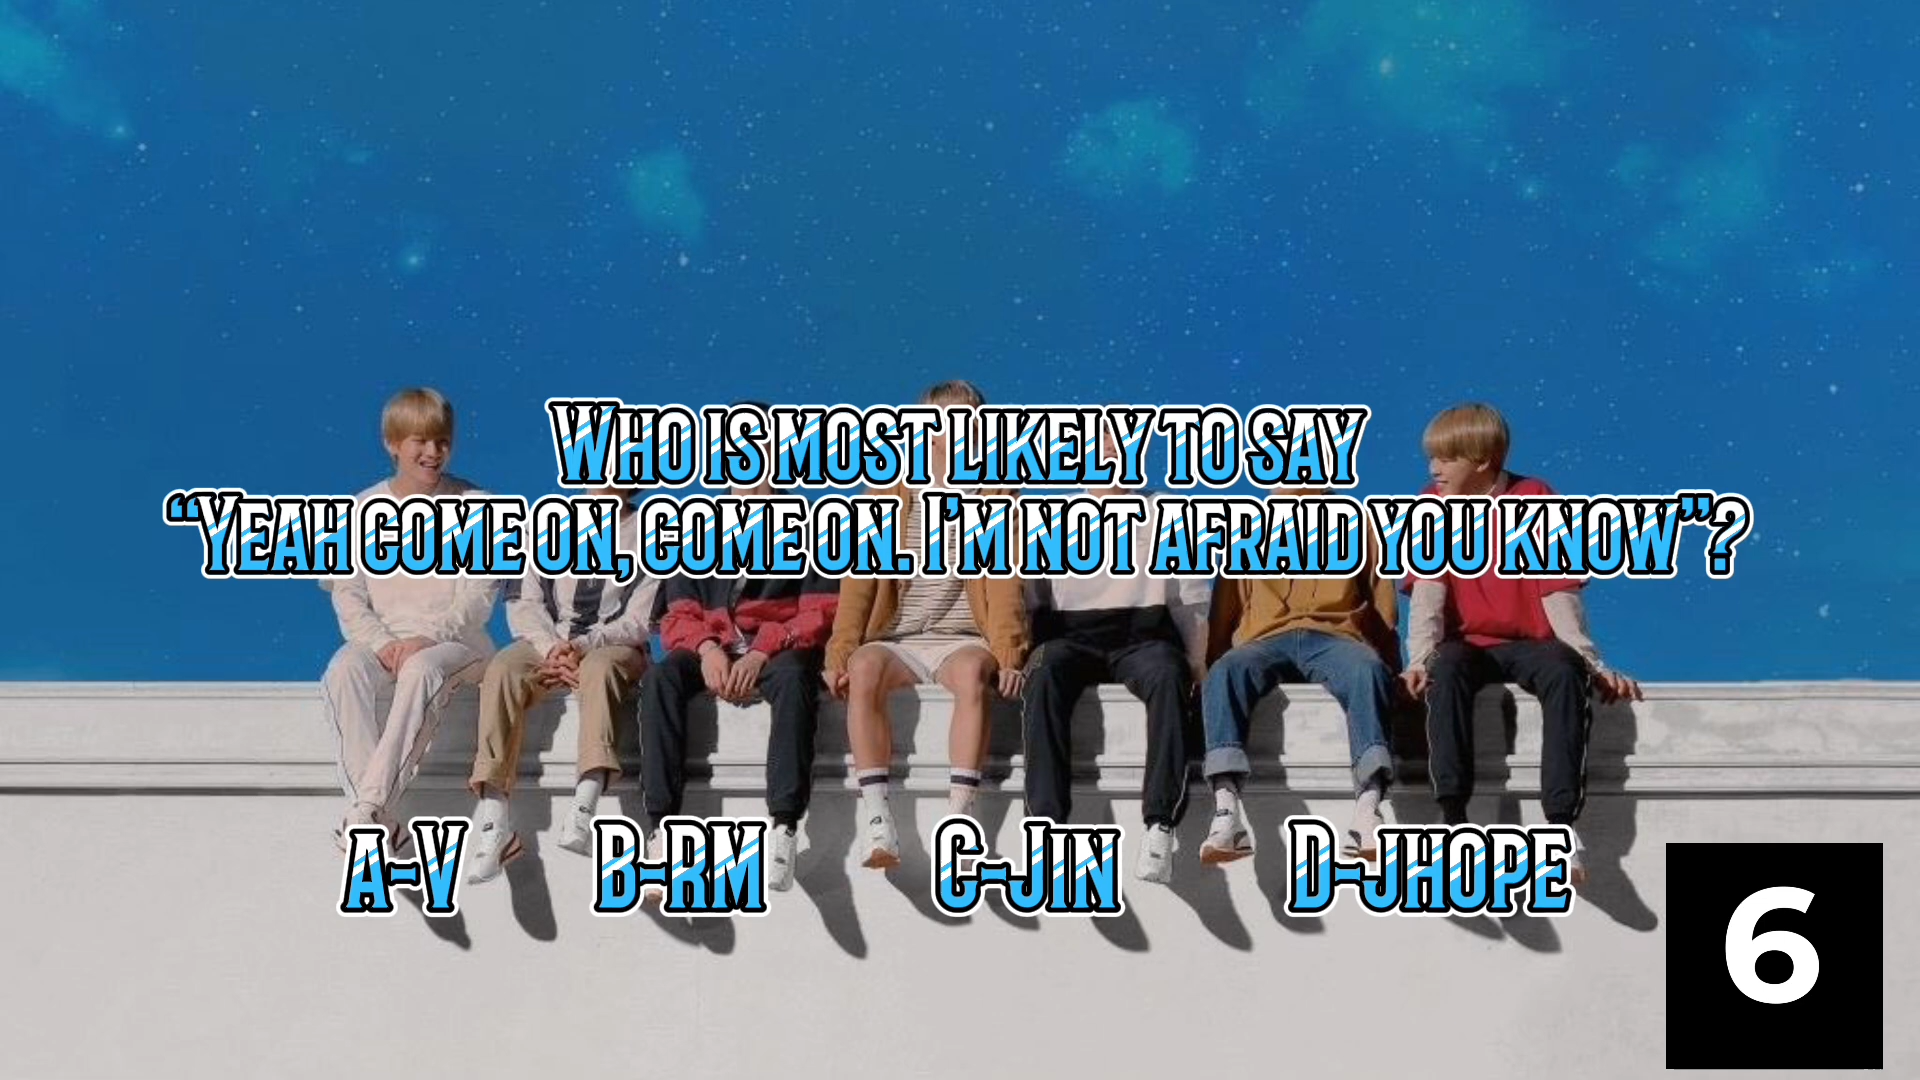 Who is most likely to say
“Yeah come on, come on. I’m not afraid you know”?
A-V B-RM C-Jin D-jhope
6